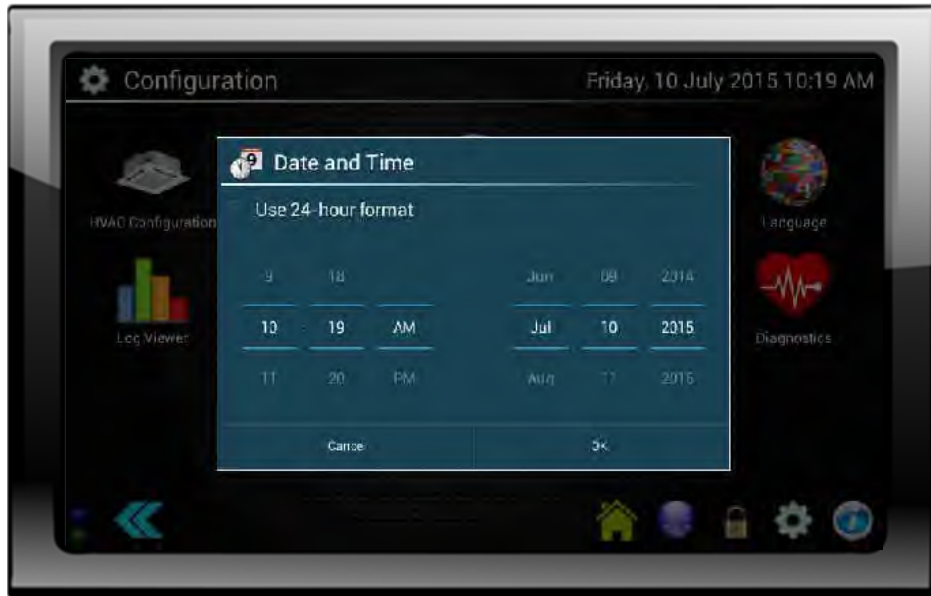 Configuration
Friday, 10 July 2015 10:19 AM
9
Date and Time
Use 24-hour format
HVAC Configuration
Language
9 18 Jun 09 2014
10 : 19 AM Jul 10 2015
11 20 PM Aug 11 2016
Log Viewer
Diagnostics
Cancel
OK